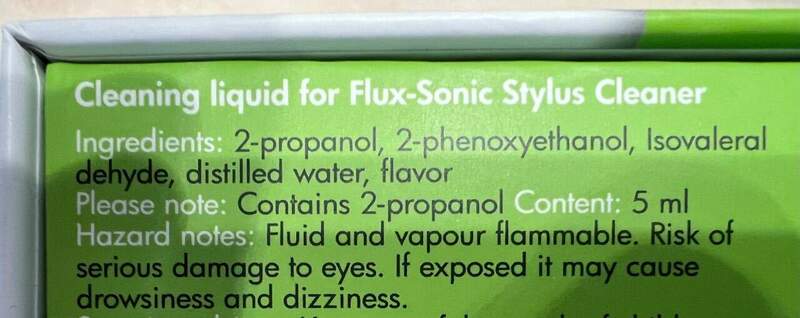 Cleaning liquid for Flux-Sonic Stylus Cleaner
Ingredients: 2-propanol, 2-phenoxyethanol, Isovaleral
dehyde, distilled water, flavor
Please note: Contains 2-propanol Content: 5 ml
Hazard notes: Fluid and vapour flammable. Risk of
serious damage to eyes. If exposed it may cause
drowsiness and dizziness.